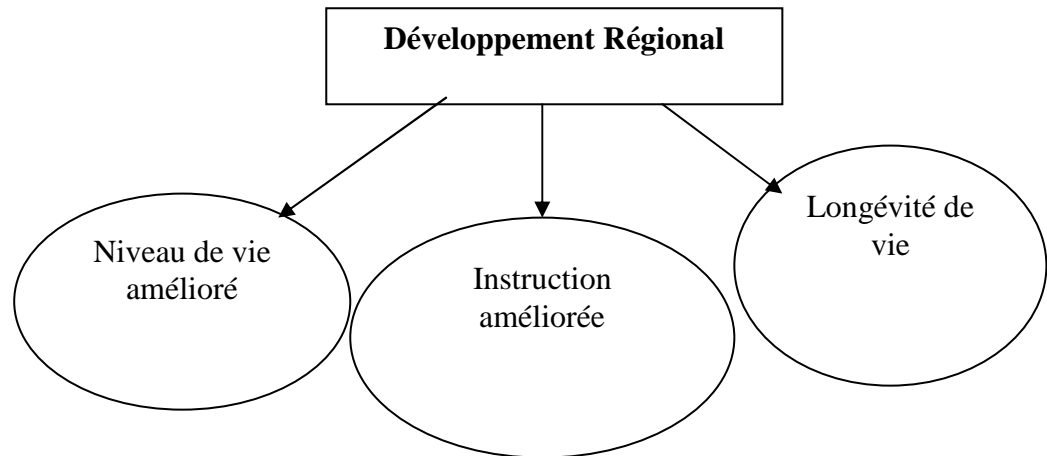 Développement Régional
Niveau de vie
amélioré
Instruction
améliorée
Longévité de
vie